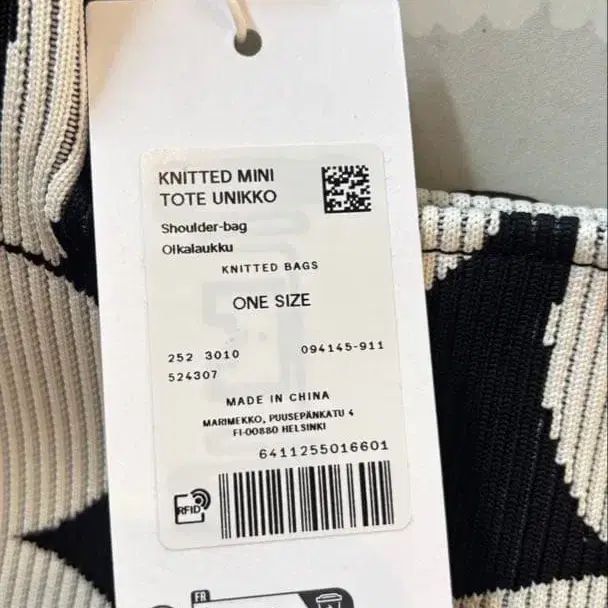 KNITTED MINI
TOTE UNIKKO
Shoulder-bag
Olkalaukku
KNITTED BAGS
ONE SIZE
252 3010 094145-911
524307
MADE IN CHINA
MARIMEKKO, PUUSEPÄNKATU 4
FI-00880 HELSINKI
6411255016601
RFID
FR